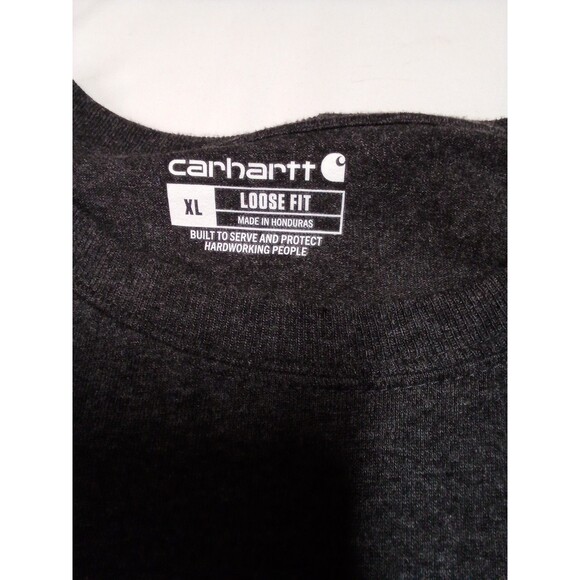 carhartt
XL LOOSE FIT
MADE IN HONDURAS
BUILT TO SERVE AND PROTECT
HARDWORKING PEOPLE